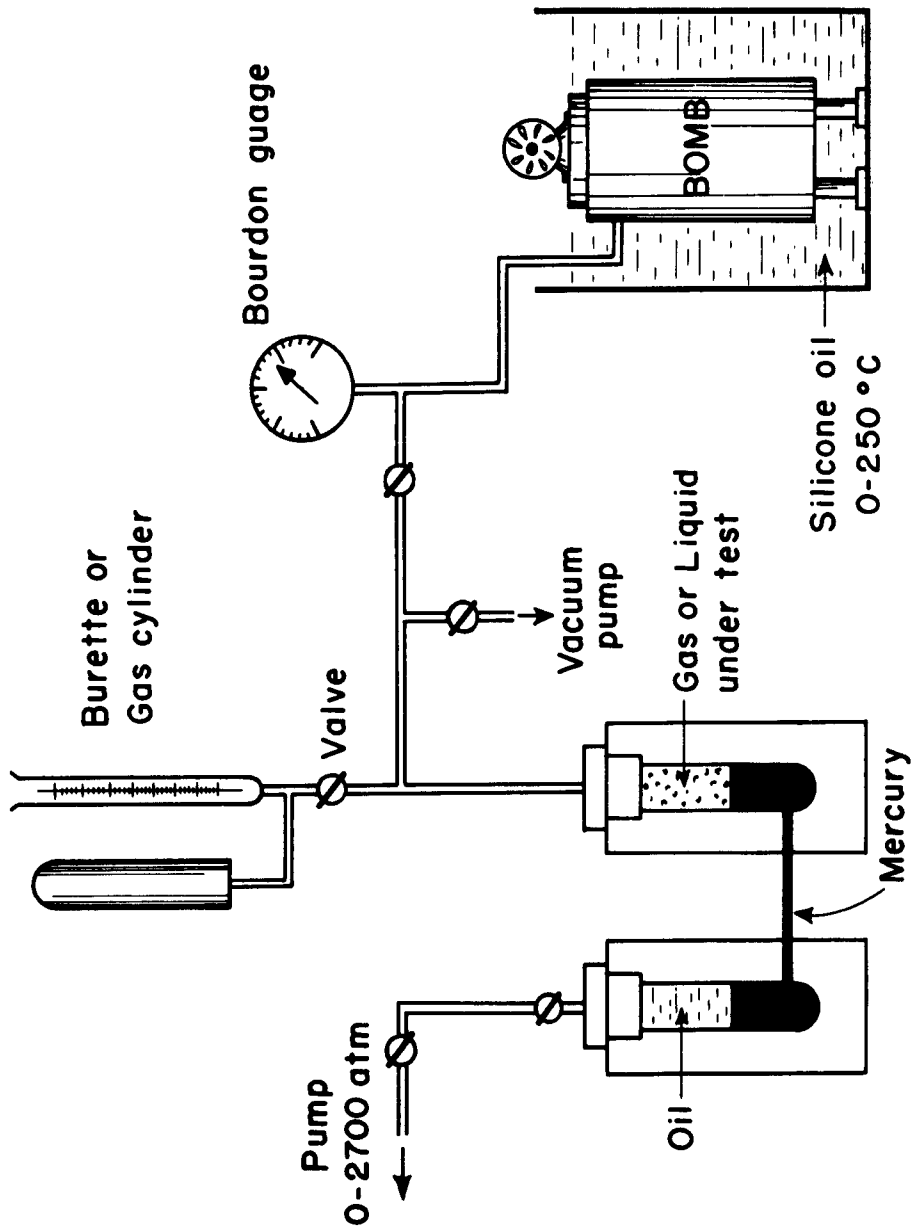 Burette or
Gas cylinder
Bourdon guage
Valve
Pump
0-2700 atm
Vacuum
pump
BOMB
Gas or Liquid
under test
Oil
Mercury
Silicone oil
0-250 °C